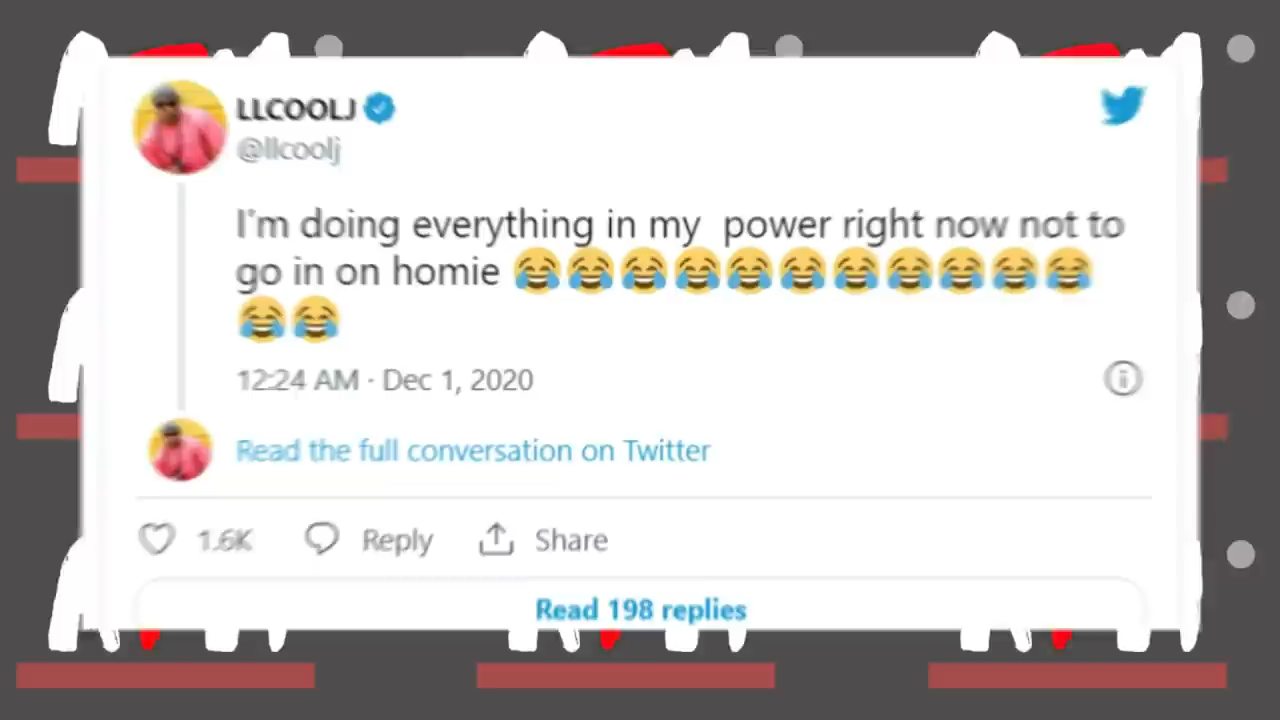 LLCOOLJ
@llcoolj
I'm doing everything in my power right now not to
go in on homie 😂😂😂😂😂😂😂😂😂😂😂
😂😂
12:24 AM · Dec 1, 2020
Read the full conversation on Twitter
1.6K Reply Share
Read 198 replies